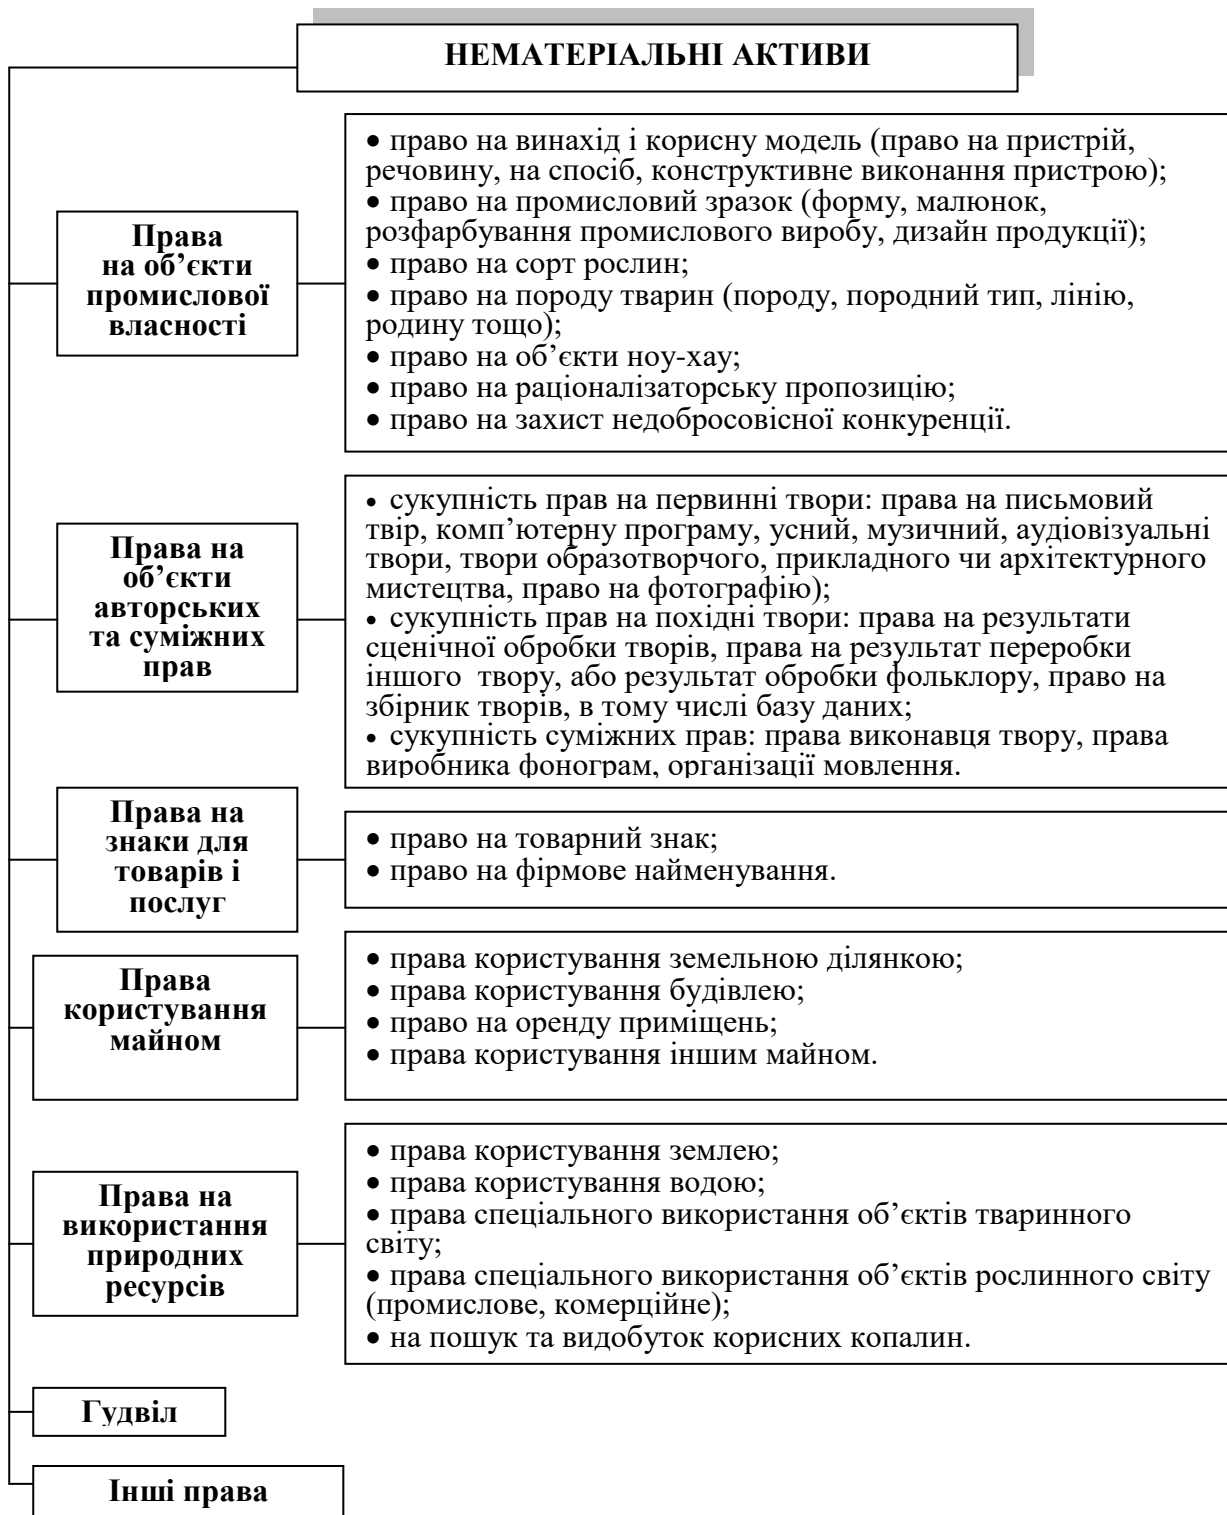 НЕМАТЕРІАЛЬНІ АКТИВИ
Права
на об’єкти
промислової
власності
• право на винахід і корисну модель (право на пристрій,
речовину, на спосіб, конструктивне виконання пристрою);
• право на промисловий зразок (форму, малюнок,
розфарбування промислового виробу, дизайн продукції);
• право на сорт рослин;
• право на породу тварин (породу, породний тип, лінію,
родину тощо);
• право на об’єкти ноу-хау;
• право на раціоналізаторську пропозицію;
• право на захист недобросовісної конкуренції.
Права на
об’єкти
авторських
та суміжних
прав
• сукупність прав на первинні твори: права на письмовий
твір, комп’ютерну програму, усний, музичний, аудіовізуальні
твори, твори образотворчого, прикладного чи архітектурного
мистецтва, право на фотографію);
• сукупність прав на похідні твори: права на результати
сценічної обробки творів, права на результат переробки
іншого твору, або результат обробки фольклору, право на
збірник творів, в тому числі базу даних;
• сукупність суміжних прав: права виконавця твору, права
виробника фонограм, організації мовлення.
Права на
знаки для
товарів і
послуг
• право на товарний знак;
• право на фірмове найменування.
Права
користування
майном
• права користування земельною ділянкою;
• права користування будівлею;
• право на оренду приміщень;
• права користування іншим майном.
Права на
використання
природних
ресурсів
• права користування землею;
• права користування водою;
• права спеціального використання об’єктів тваринного
світу;
• права спеціального використання об’єктів рослинного світу
(промислове, комерційне);
• на пошук та видобуток корисних копалин.
Гудвіл
Інші права